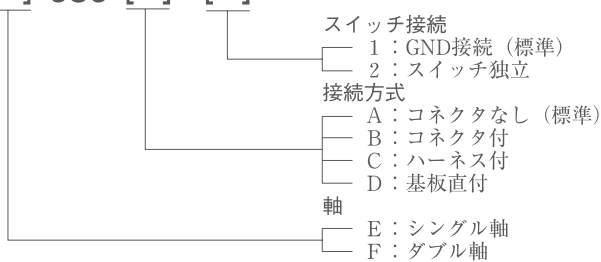 スイッチ接続
1：GND接続（標準）
2：スイッチ独立
接続方式
A：コネクタなし（標準）
B：コネクタ付
C：ハーネス付
D：基板直付
軸
E：シングル軸
F：ダブル軸